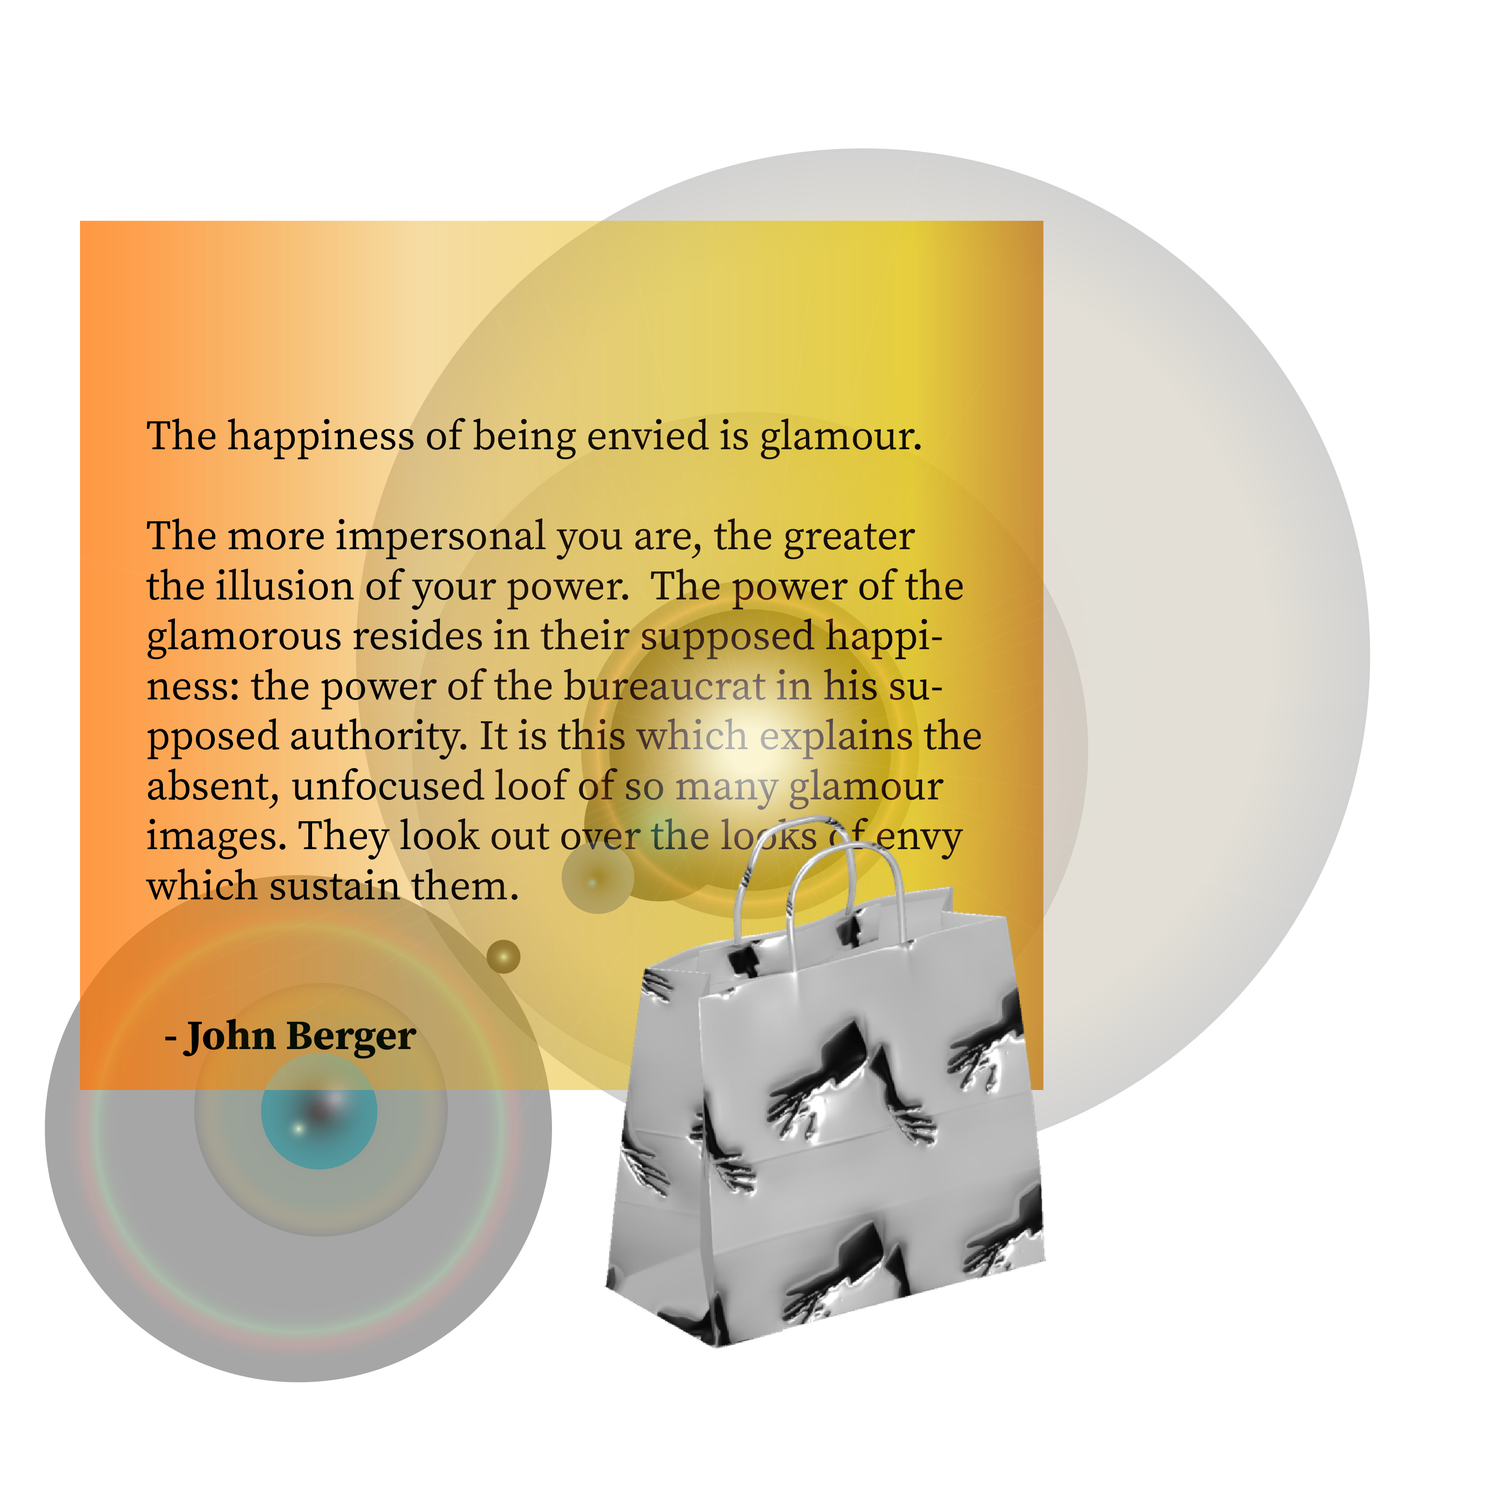 The happiness of being envied is glamour.
The more impersonal you are, the greater
the illusion of your power.  The power of the
glamorous resides in their supposed happi-
ness: the power of the bureaucrat in his su-
pposed authority. It is this which explains the
absent, unfocused loof of so many glamour
images. They look out over the looks of envy
which sustain them.
- John Berger